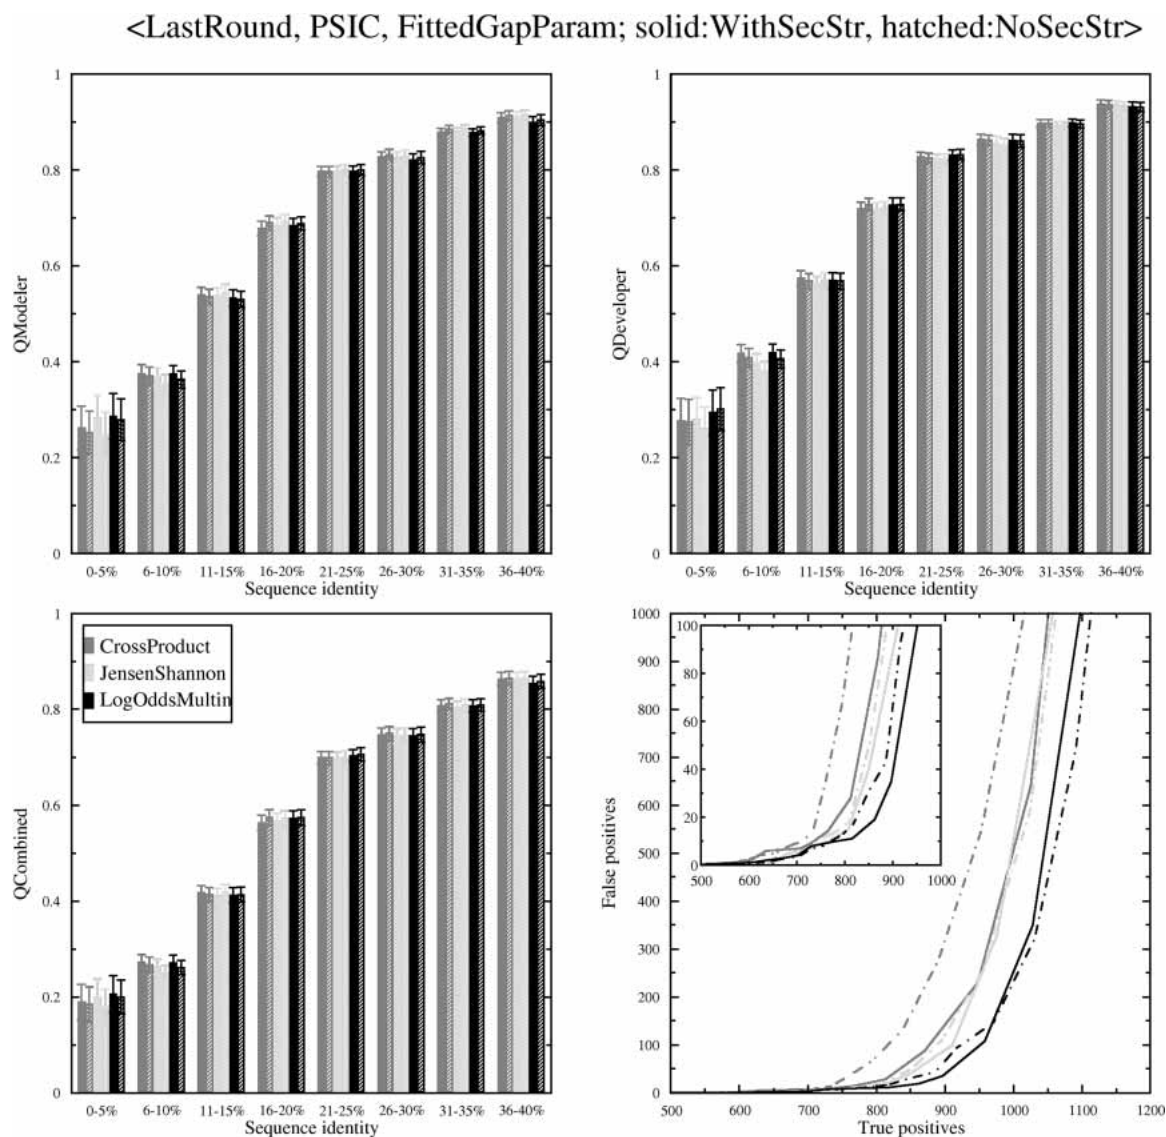 <LastRound, PSIC, FittedGapParam; solid:WithSecStr, hatched:NoSecStr>
1
0.8
0.6
0.4
0.2
0
QModeler
0-5% 6-10% 11-15% 16-20% 21-25% 26-30% 31-35% 36-40%
Sequence identity
1
0.8
0.6
0.4
0.2
0
QDeveloper
0-5% 6-10% 11-15% 16-20% 21-25% 26-30% 31-35% 36-40%
Sequence identity
1
0.8
0.6
0.4
0.2
0
QCombined
CrossProduct
JensenShannon
LogOddsMultin
0-5% 6-10% 11-15% 16-20% 21-25% 26-30% 31-35% 36-40%
Sequence identity
1000
900
800
700
600
500
400
300
200
100
0
False positives
100
80
60
40
20
0
500 600 700 800 900 1000
500 600 700 800 900 1000 1100 1200
True positives